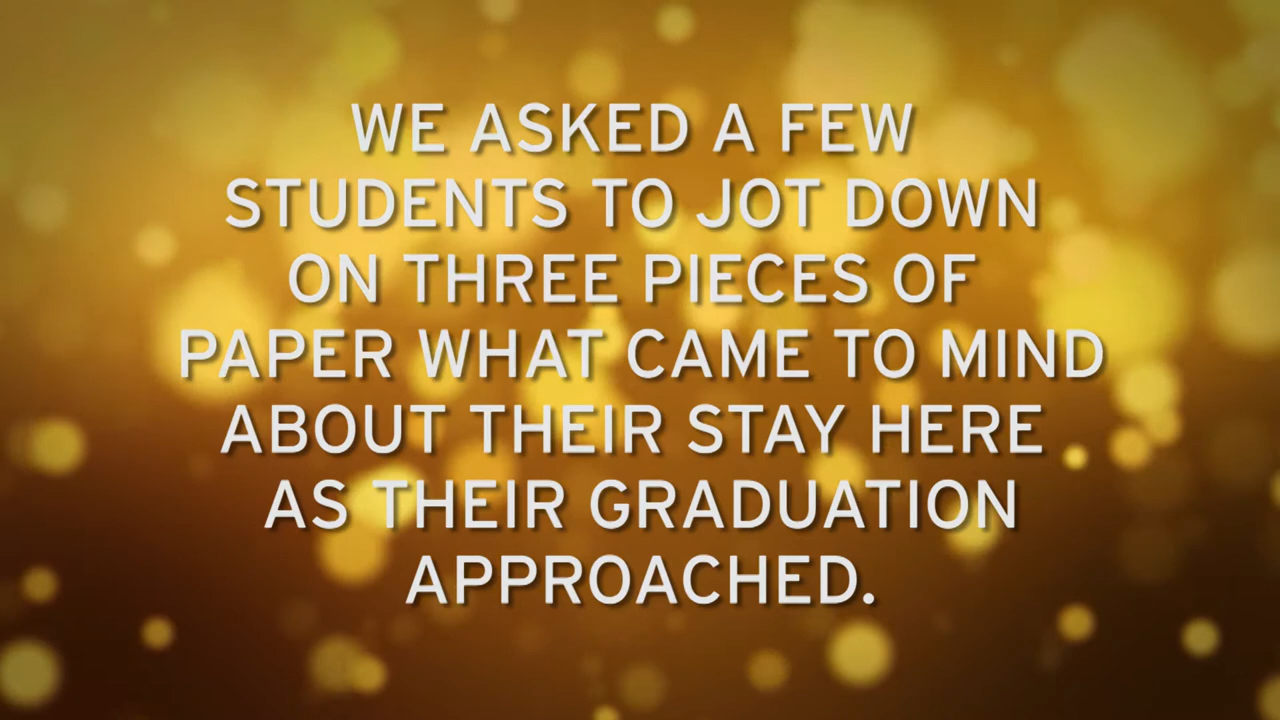 WE ASKED A FEW
STUDENTS TO JOT DOWN
ON THREE PIECES OF
PAPER WHAT CAME TO MIND
ABOUT THEIR STAY HERE
AS THEIR GRADUATION
APPROACHED.